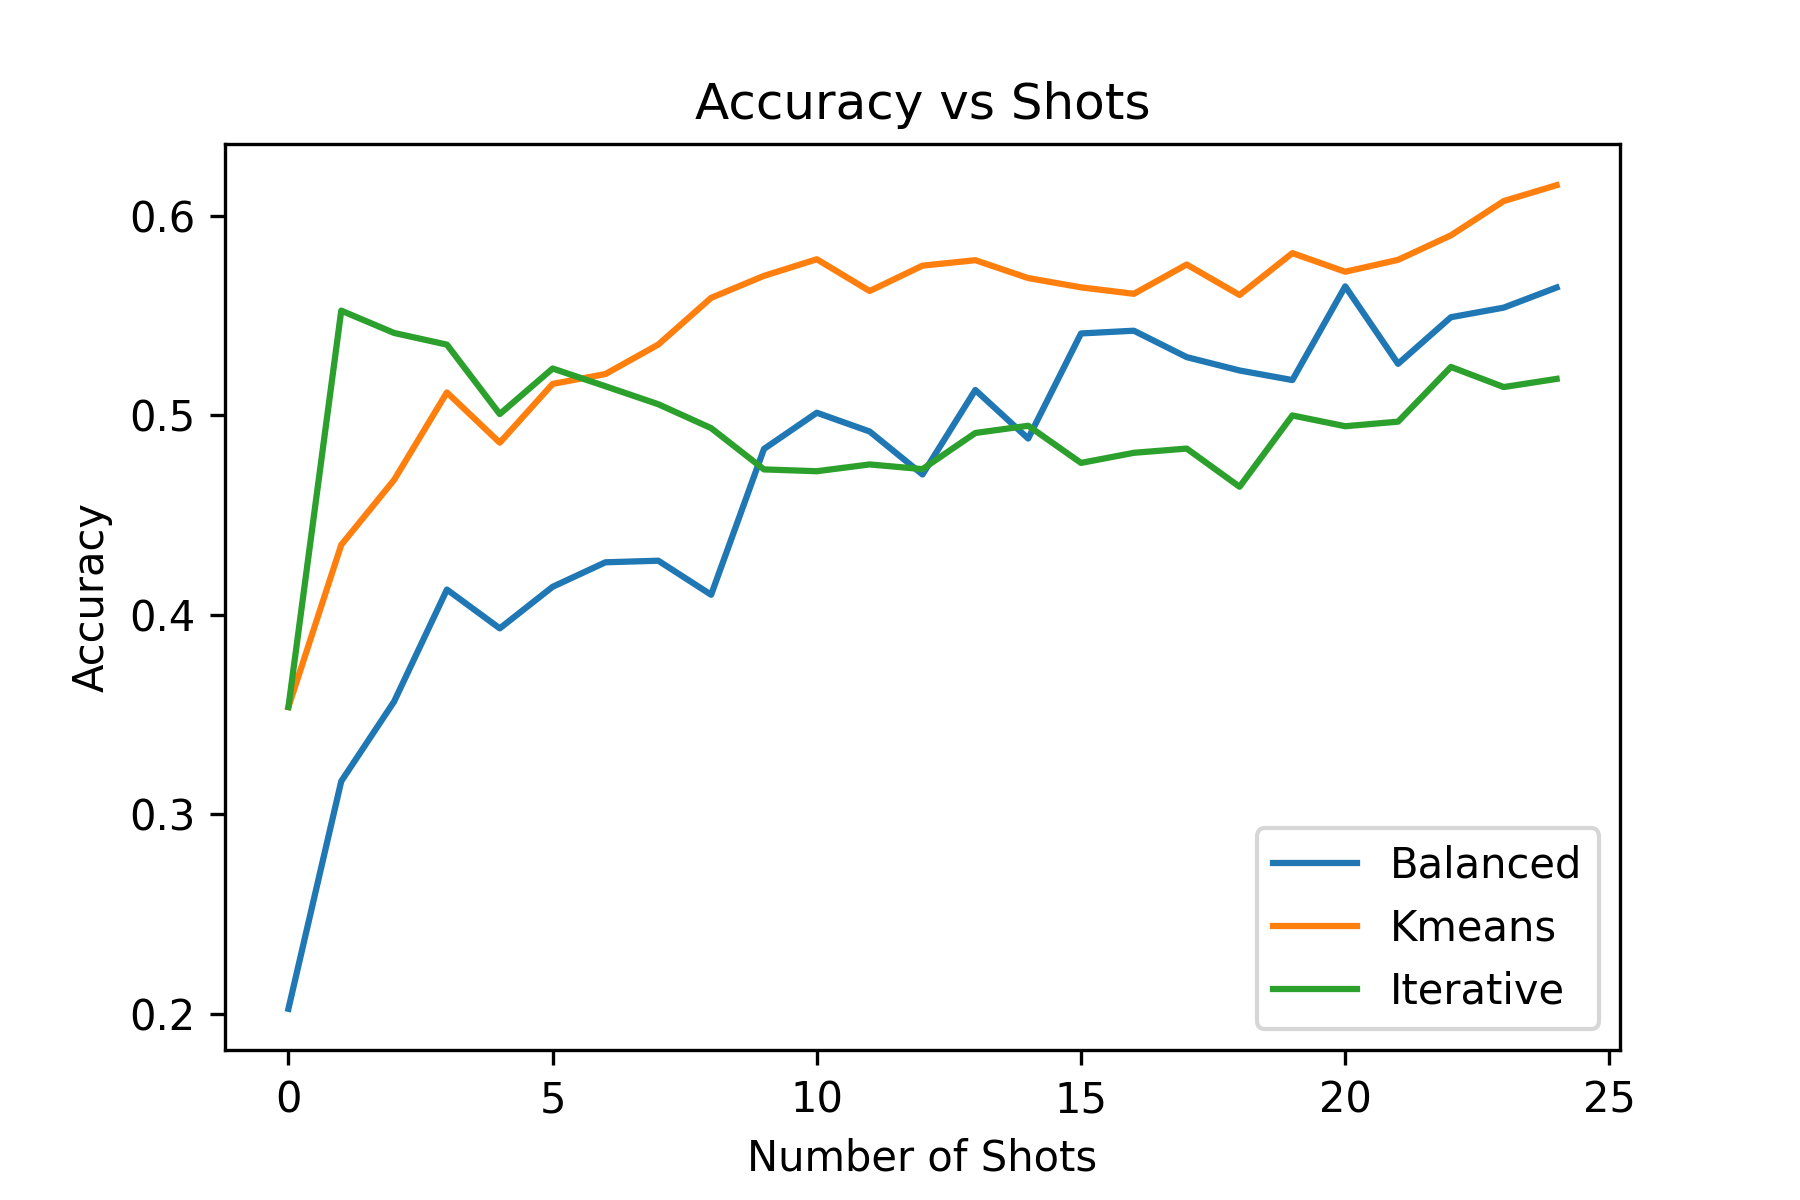 Accuracy vs Shots
0.6
0.5
0.4
0.3
0.2
Accuracy
0 5 10 15 20 25
Number of Shots
Balanced
Kmeans
Iterative